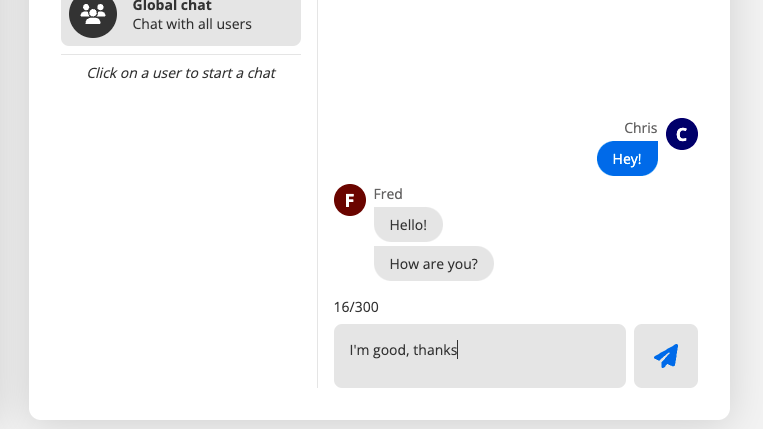 Global chat
Chat with all users
Click on a user to start a chat
Chris
C
Hey!
F
Fred
Hello!
How are you?
16/300
I'm good, thanks